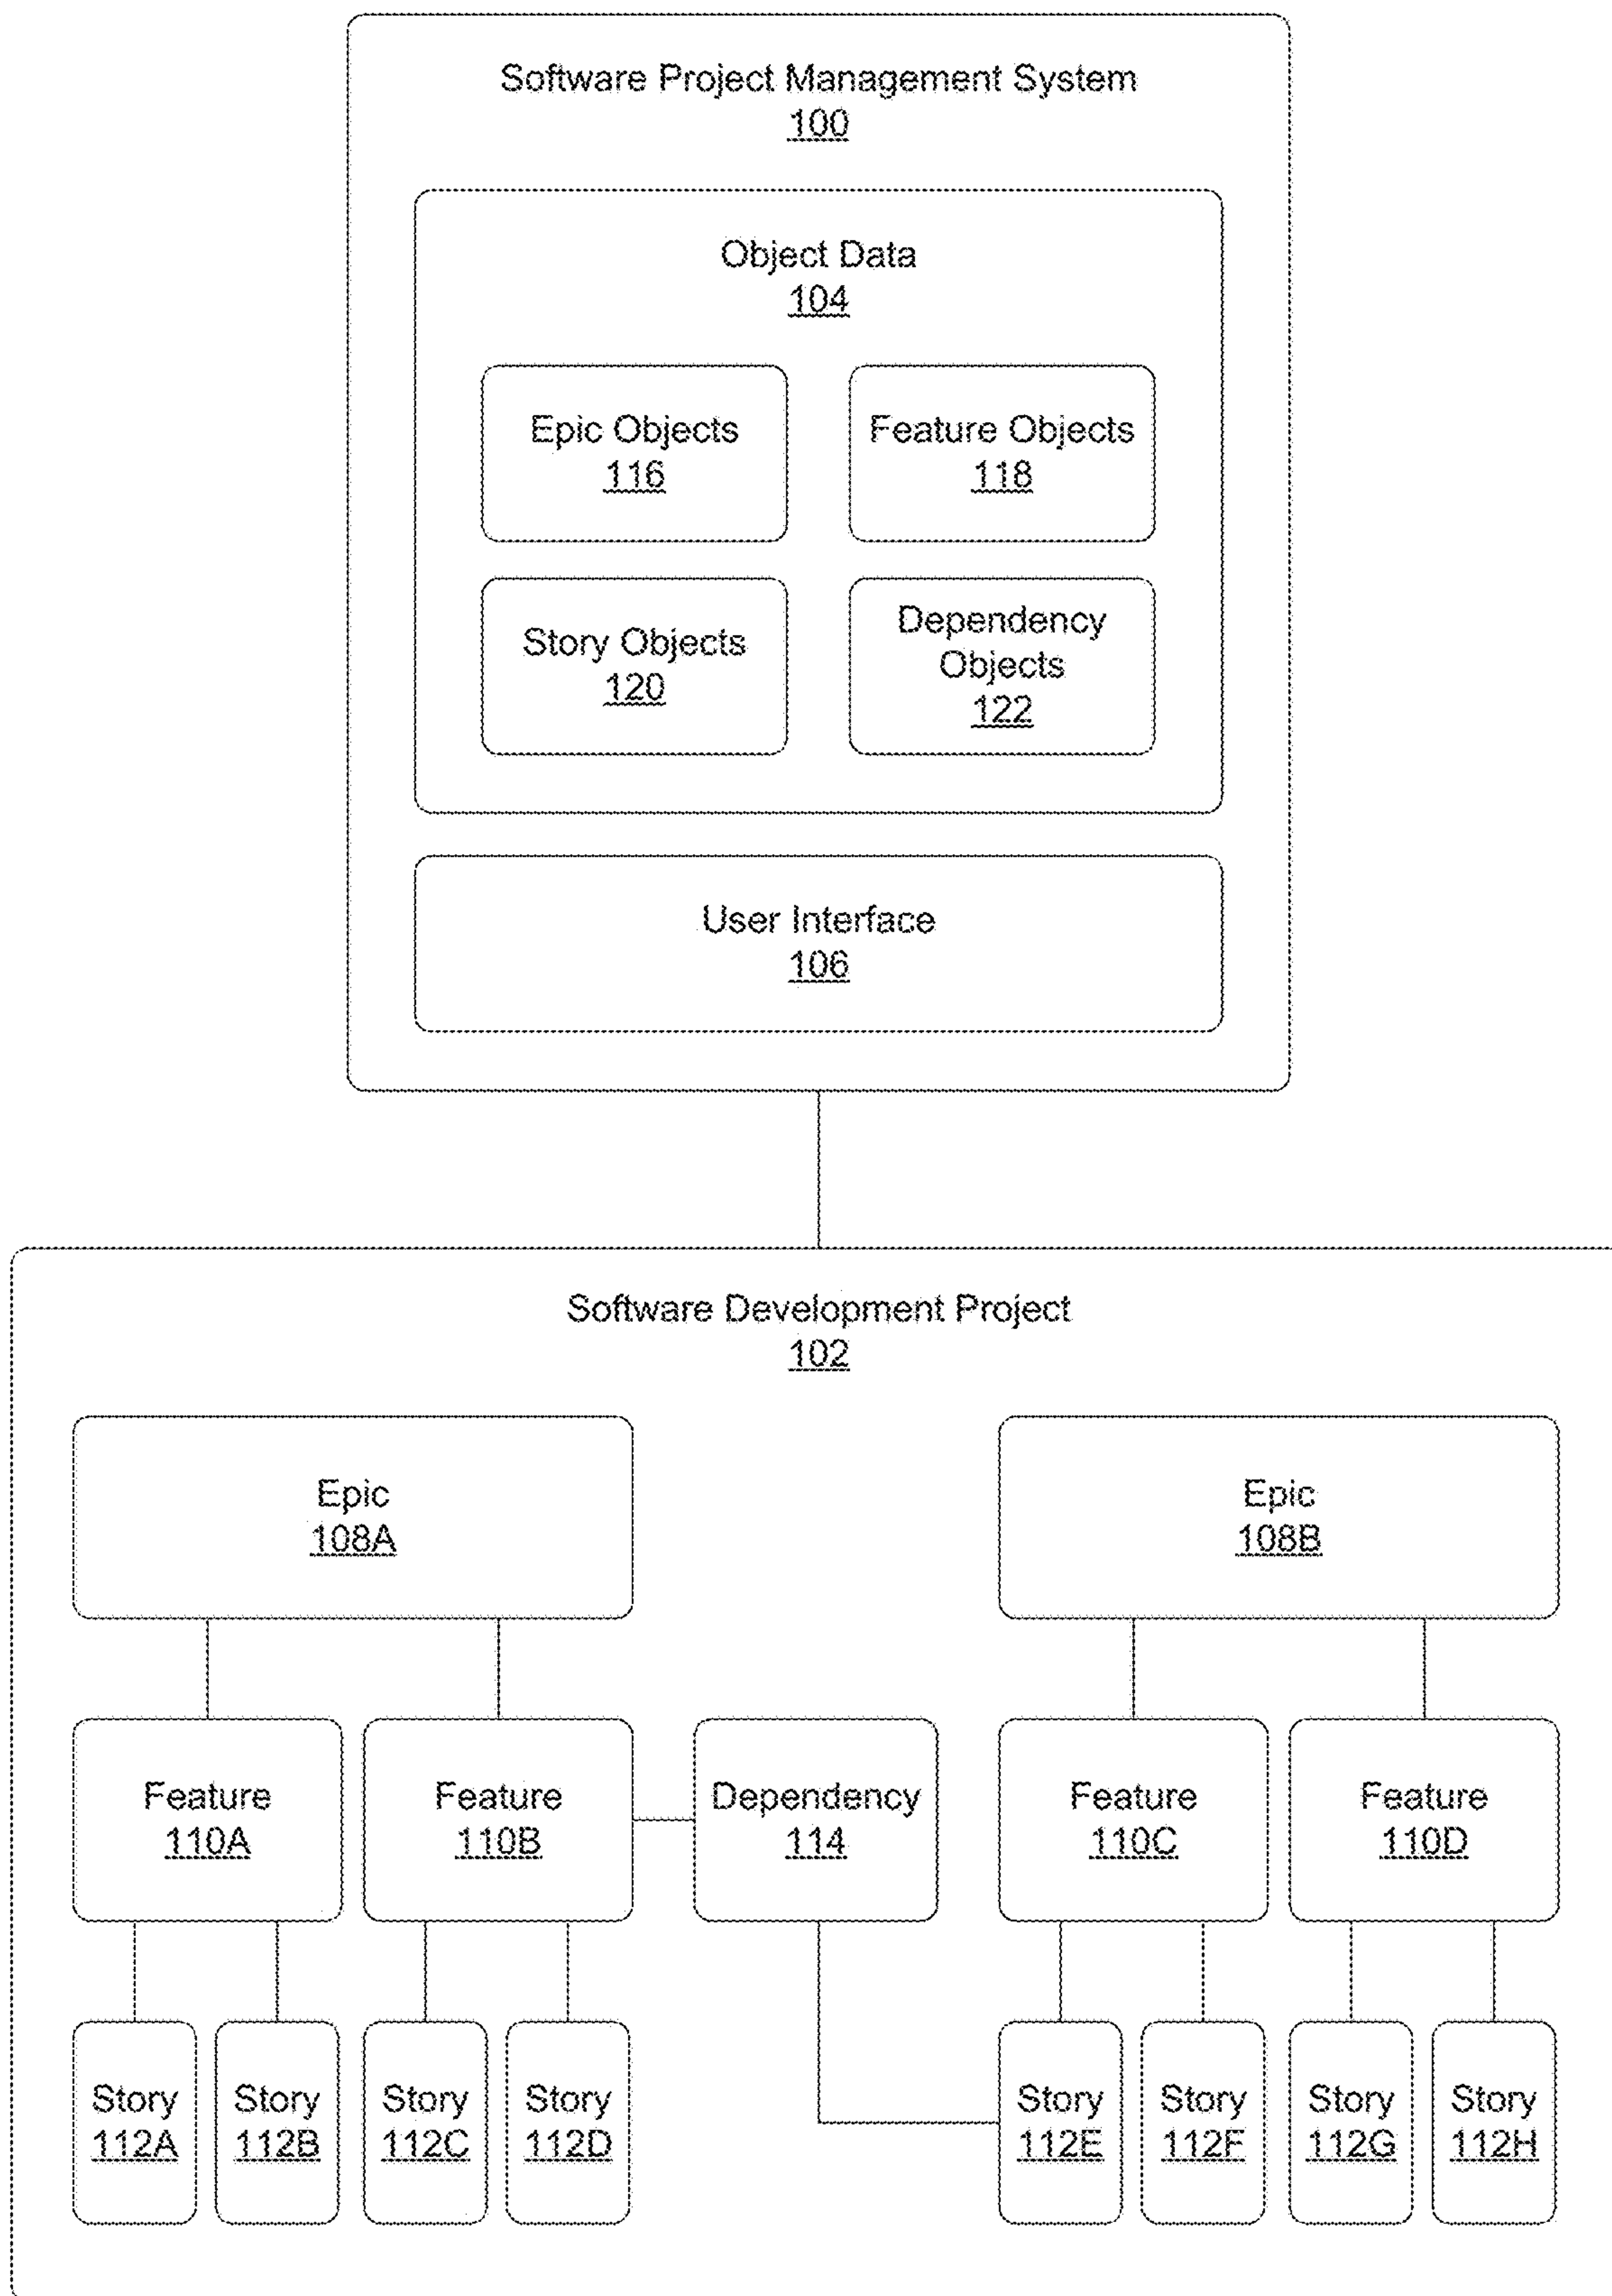 Software Project Management System
100
Object Data
104
Epic Objects
116
Feature Objects
118
Story Objects
120
Dependency
Objects
122
User Interface
106
Software Development Project
102
Epic
108A
Epic
108B
Feature
110A
Feature
110B
Dependency
114
Feature
110C
Feature
110D
Story
112A
Story
112B
Story
112C
Story
112D
Story
112E
Story
112F
Story
112G
Story
112H